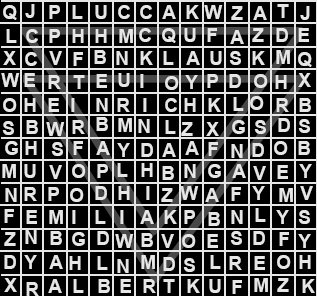 Q J P L U C C A K W Z A T J
L C P H H M C Q U F A Z D E
X C V F B N K L A U S K M Q
W E R T E U I O Y P D O H X
O H E I N R I C H K L O R B
S B W R B M N L Z X G S D S
G H S F A Y D A A F N D O B
M U V O P L H B N G A V E Y
N R P O D H I Z W A F Y M V
F E M I L I A K P B N L Y S
Z N B G D W B V O E S D F Y
D Y A H L N M D S L R E O H
X R A L B E R T K U F M Z K